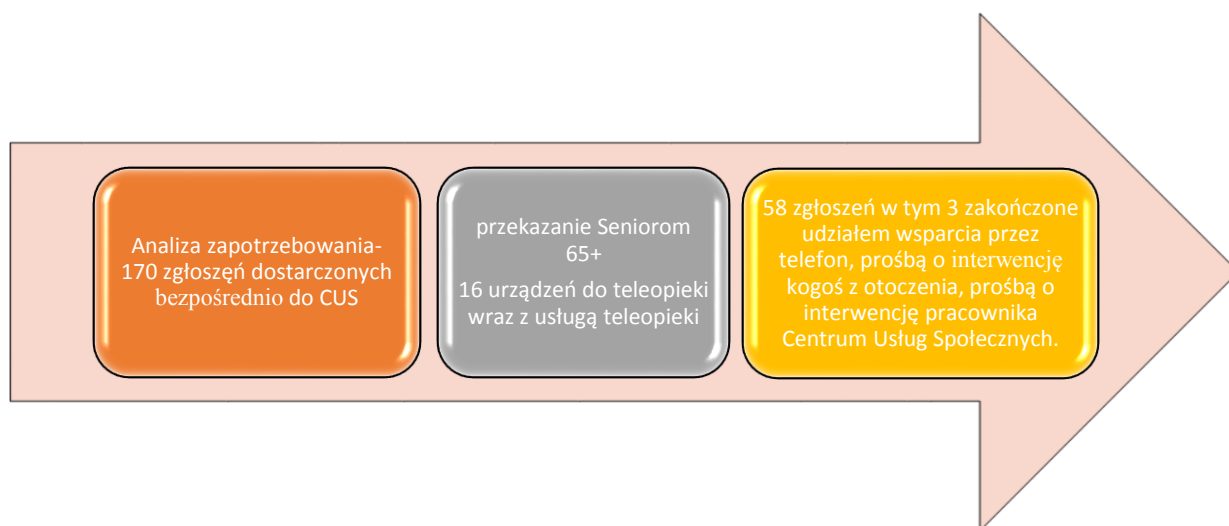 Analiza zapotrzebowania-
170 zgłoszęń dostarczonych
bezpośrednio do CUS
przekazanie Seniorom
65+
16 urządzeń do teleopieki
wraz z usługą teleopieki
58 zgłoszeń w tym 3 zakończone
udziałem wsparcia przez
telefon, prośbą o interwencję
kogoś z otoczenia, prośbą o
interwencję pracownika
Centrum Usług Społecznych.